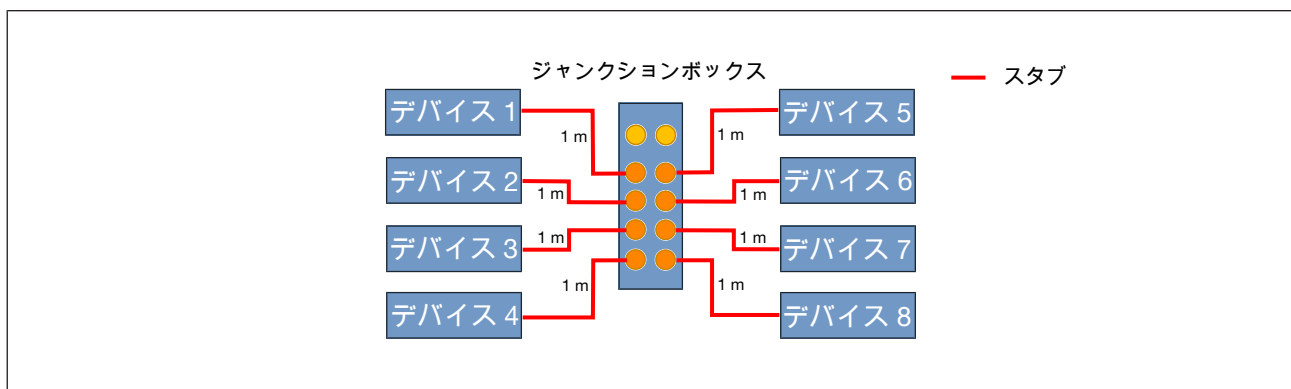 ジャンクションボックス
スタブ
デバイス 1
デバイス 5
1 m
1 m
デバイス 2
デバイス 6
1 m
1 m
デバイス 3
デバイス 7
1 m
1 m
デバイス 4
デバイス 8
1 m
1 m